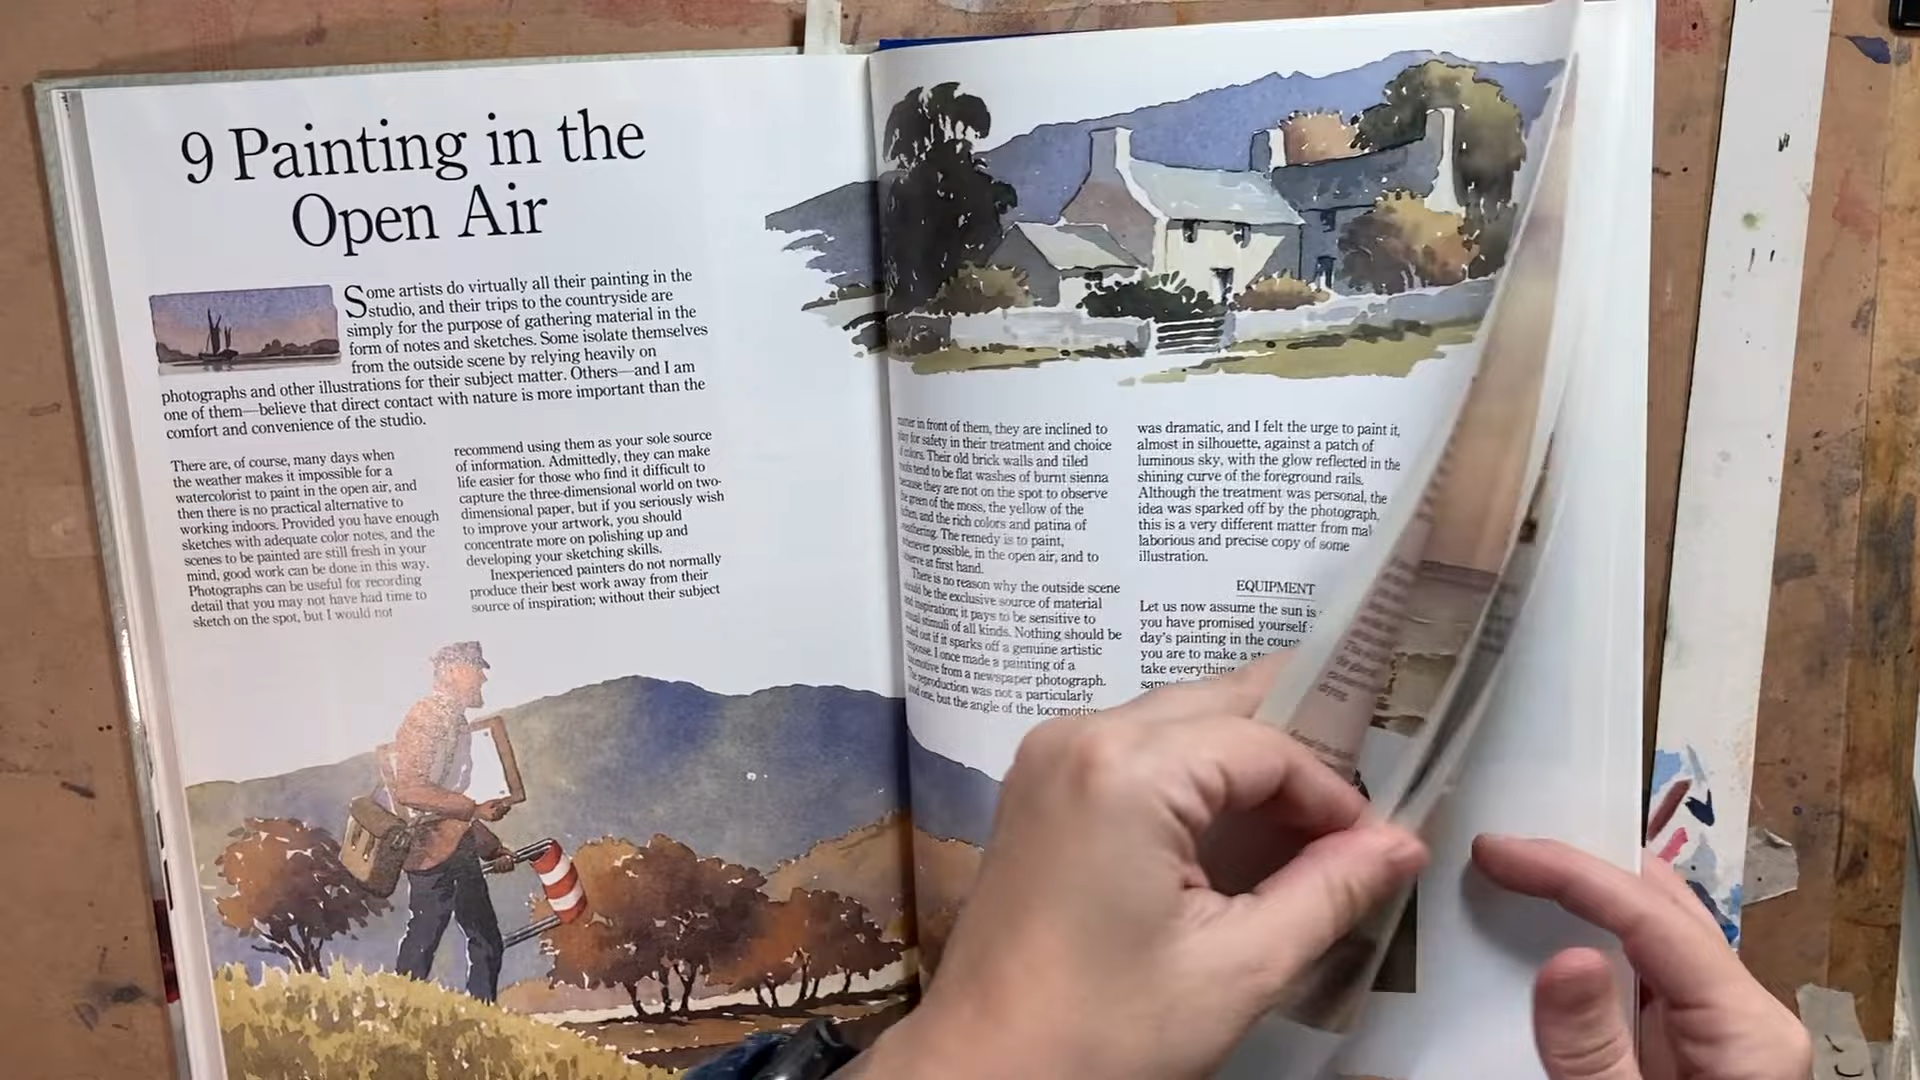 9 Painting in the
Open Air
Some artists do virtually all their painting in the
studio, and their trips to the countryside are
simply for the purpose of gathering material in the
form of notes and sketches. Some isolate themselves
from the outside scene by relying heavily on
photographs and other illustrations for their subject matter. Others—and I am
one of them—believe that direct contact with nature is more important than the
comfort and convenience of the studio.
There are, of course, many days when
the weather makes it impossible for a
watercolorist to paint in the open air, and
then there is no practical alternative to
working indoors. Provided you have enough
sketches with adequate color notes, and the
scenes to be painted are still fresh in your
mind, good work can be done in this way.
Photographs can be useful for recording
detail that you may not have had time to
sketch on the spot, but I would not
recommend using them as your sole source
of information. Admittedly, they can make
life easier for those who find it difficult to
capture the three-dimensional world on two-
dimensional paper, but if you seriously wish
to improve your artwork, you should
concentrate more on polishing up and
developing your sketching skills.
Inexperienced painters do not normally
produce their best work away from their
source of inspiration; without their subject
matter in front of them, they are inclined to
play for safety in their treatment and choice
of colors. Their old brick walls and tiled
roofs tend to be flat washes of burnt sienna
because they are not on the spot to observe
the green of the moss, the yellow of the
lichen, and the rich colors and patina of
weathering. The remedy is to paint,
whenever possible, in the open air, and to
observe at first hand.
There is no reason why the outside scene
should be the exclusive source of material
and inspiration; it pays to be sensitive to
visual stimuli of all kinds. Nothing should be
ruled out if it sparks off a genuine artistic
response. I once made a painting of a
locomotive from a newspaper photograph.
The reproduction was not a particularly
good one, but the angle of the locomotive
was dramatic, and I felt the urge to paint it,
almost in silhouette, against a patch of
luminous sky, with the glow reflected in the
shining curve of the foreground rails.
Although the treatment was personal, the
idea was sparked off by the photograph,
this is a very different matter from
laborious and precise copy of some
illustration.
EQUIPMENT
Let us now assume the sun is
you have promised yourself
day's painting in the
you are to make a
take everything